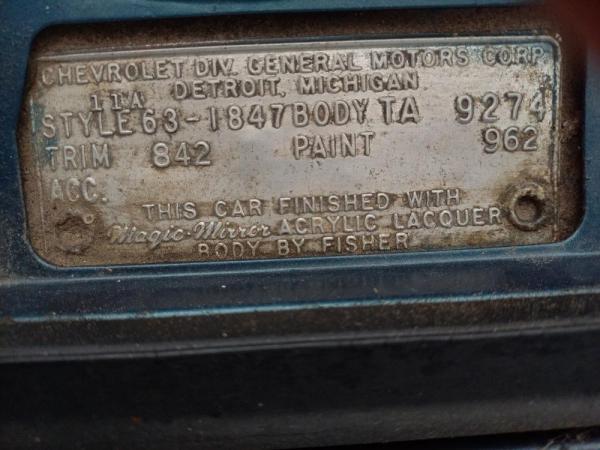 CHEVROLET DIV. GENERAL MOTORS CORP
DETROIT, MICHIGAN
11A
STYLE 63-1847 BODY TA 9274
TRIM 842 PAINT 962
ACC.
THIS CAR FINISHED WITH
Magic-Mirror ACRYLIC LACQUER
BODY BY FISHER